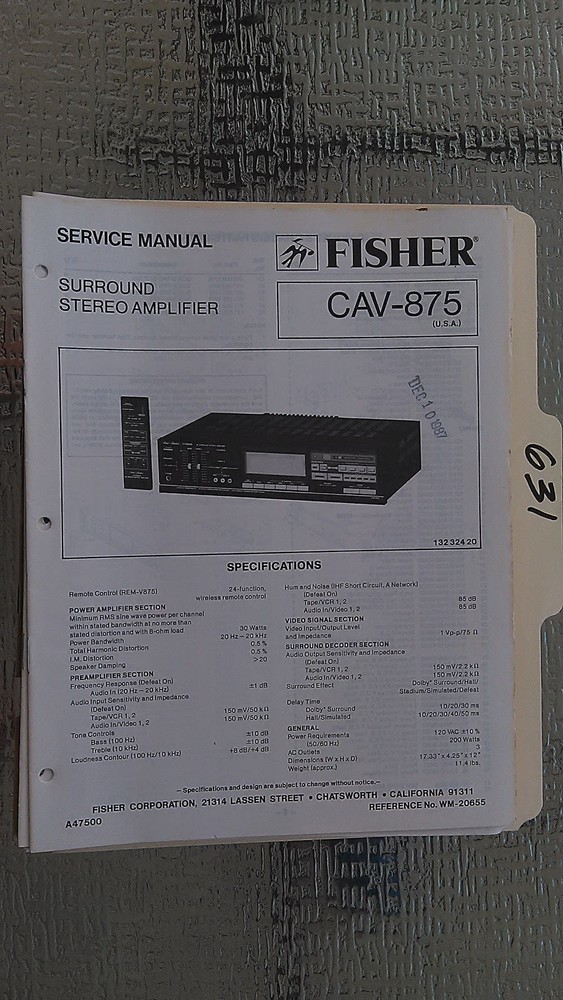 SERVICE MANUAL
FISHER®
SURROUND
STEREO AMPLIFIER
CAV-875
(U.S.A.)
DEC 10 1987
631
132 324 20
SPECIFICATIONS
Remote Control (REM-V875) 24-function,
wireless remote control
POWER AMPLIFIER SECTION
Minimum RMS sine wave power per channel
within stated bandwidth at no more than
stated distortion and with 8-ohm load 30 Watts
Power Bandwidth 20 Hz – 20 kHz
Total Harmonic Distortion 0.5%
I.M. Distortion 0.5%
Speaker Damping >20
PREAMPLIFIER SECTION
Frequency Response (Defeat On)
Audio In (20 Hz – 20 kHz) ±1 dB
Audio Input Sensitivity and Impedance
(Defeat On)
Tape/VCR 1, 2 150 mV/50 kΩ
Audio In/Video 1, 2 150 mV/50 kΩ
Tone Controls
Bass (100 Hz) ±10 dB
Treble (10 kHz) ±10 dB
Loudness Contour (100 Hz/10 kHz) +8 dB/+4 dB
Hum and Noise (IHF Short Circuit, A Network)
(Defeat On)
Tape/VCR 1, 2 85 dB
Audio In/Video 1, 2 85 dB
VIDEO SIGNAL SECTION
Video Input/Output Level
and Impedance 1 Vp-p/75 Ω
SURROUND DECODER SECTION
Audio Output Sensitivity and Impedance
(Defeat On)
Tape/VCR 1, 2 150 mV/2.2 kΩ
Audio In/Video 1, 2 150 mV/2.2 kΩ
Surround Effect Dolby* Surround/Hall/
Stadium/Simulated/Defeat
Delay Time
Dolby* Surround 10/20/30 ms
Hall/Simulated 10/20/30/40/50 ms
GENERAL
Power Requirements 120 VAC ±10%
(50/60 Hz) 200 Watts
AC Outlets 3
Dimensions (W x H x D) 17.33" x 4.25" x 12"
Weight (approx.) 11.4 lbs.
— Specifications and design are subject to change without notice.—
FISHER CORPORATION, 21314 LASSEN STREET • CHATSWORTH • CALIFORNIA 91311
A47500 REFERENCE No. WM-20655